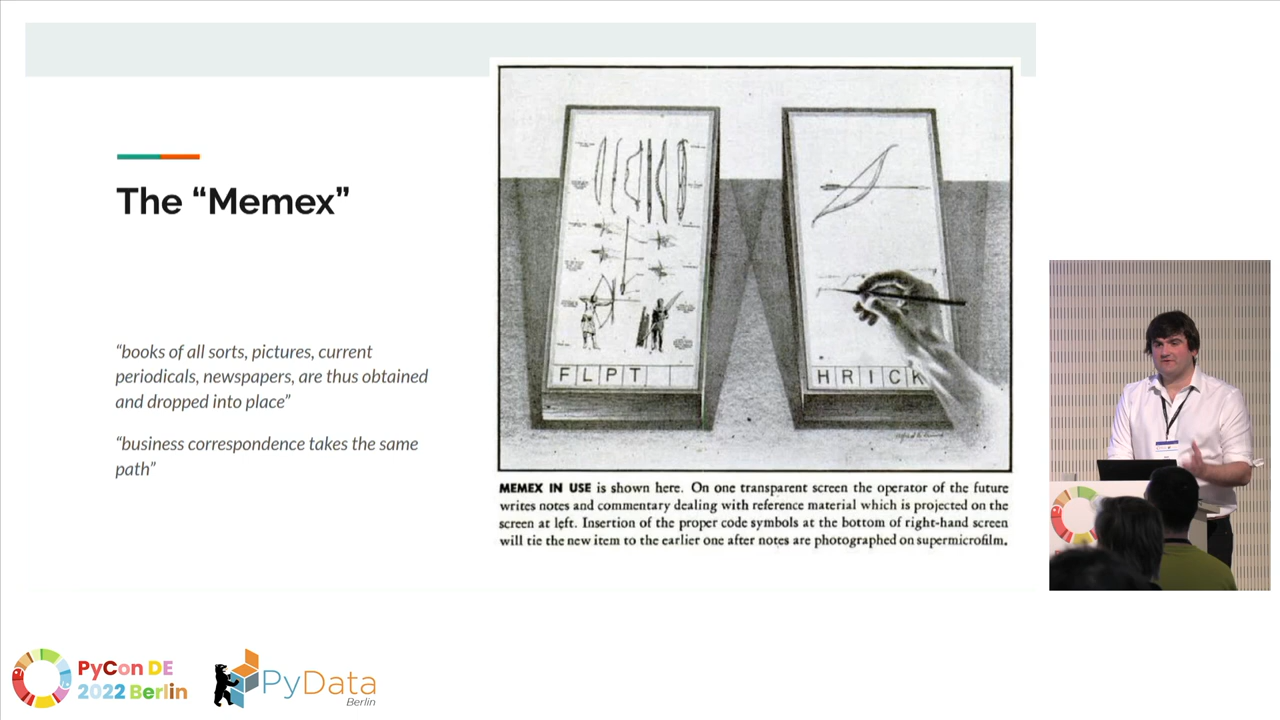 The “Memex”
“books of all sorts, pictures, current
periodicals, newspapers, are thus obtained
and dropped into place”
“business correspondence takes the same
path”
FLPT
HRICK
MEMEX IN USE is shown here. On one transparent screen the operator of the future
writes notes and commentary dealing with reference material which is projected on the
screen at left. Insertion of the proper code symbols at the bottom of right-hand screen
will tie the new item to the earlier one after notes are photographed on supermicrofilm.
PyCon DE
2022 Berlin
PyData
Berlin